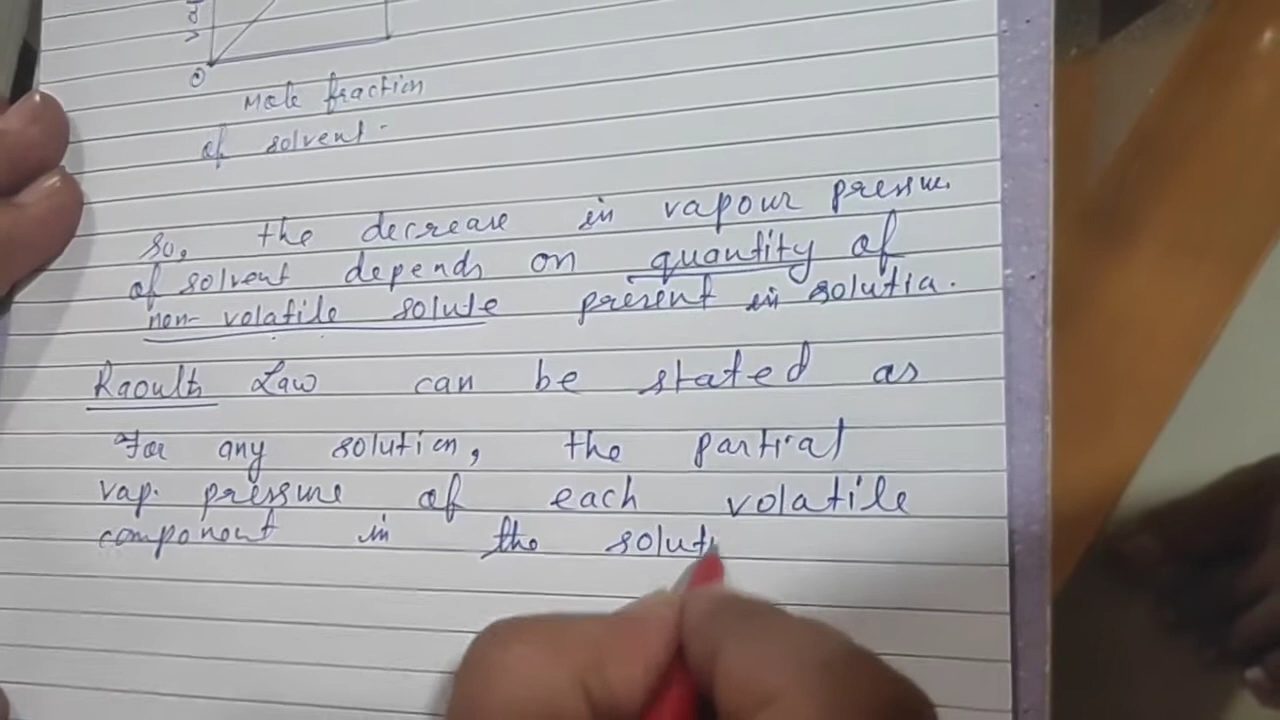 O
Mole fraction
of solvent.
so, the decrease in vapour pressure.
of solvent depends on quantity of
non-volatile solute present in solution.
Raoults Law can be stated as
For any solution, the partial
vap. pressure of each volatile
component in the solut